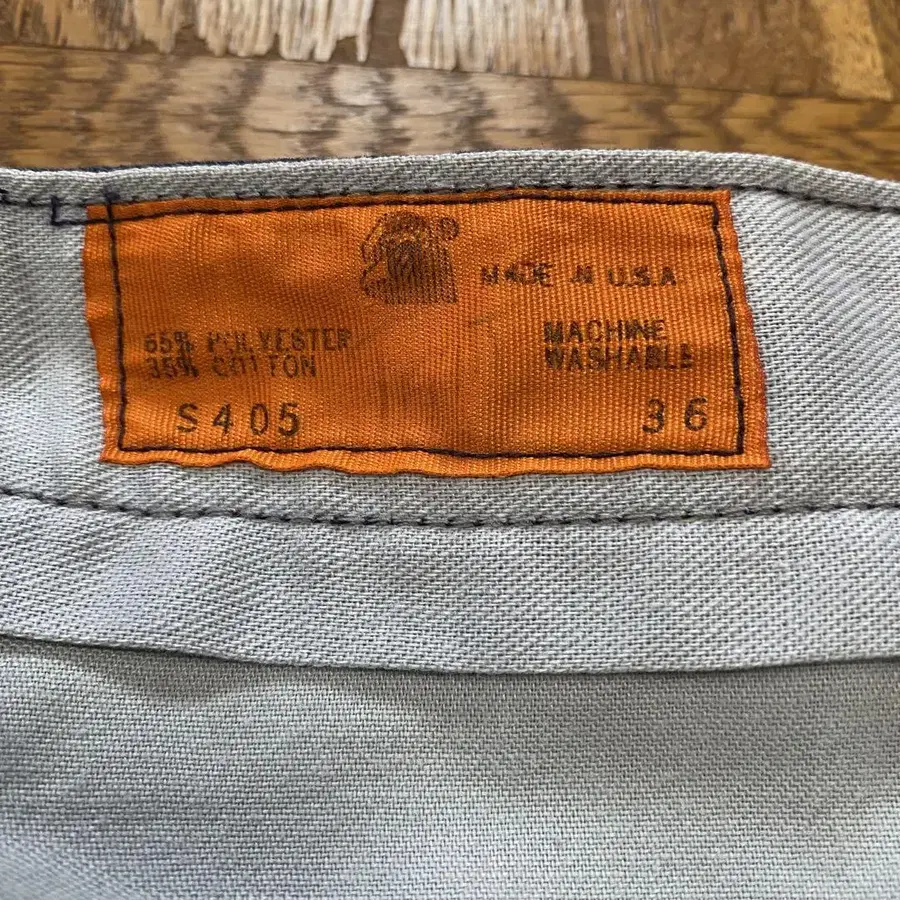 MADE IN U.S.A
65% POLYESTER
35% COTTON
MACHINE
WASHABLE
S405
36